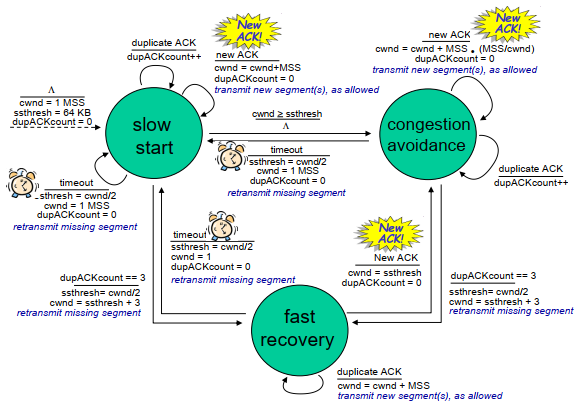 New
ACK!
duplicate ACK
dupACKcount++
new ACK
cwnd = cwnd+MSS
dupACKcount = 0
transmit new segment(s), as allowed
New
ACK!
new ACK
cwnd = cwnd + MSS • (MSS/cwnd)
dupACKcount = 0
transmit new segment(s), as allowed
Λ
cwnd = 1 MSS
ssthresh = 64 KB
dupACKcount = 0
slow
start
cwnd ≥ ssthresh
Λ
congestion
avoidance
timeout
ssthresh = cwnd/2
cwnd = 1 MSS
dupACKcount = 0
retransmit missing segment
timeout
ssthresh = cwnd/2
cwnd = 1 MSS
dupACKcount = 0
retransmit missing segment
duplicate ACK
dupACKcount++
timeout
ssthresh = cwnd/2
cwnd = 1
dupACKcount = 0
retransmit missing segment
New
ACK!
New ACK
cwnd = ssthresh
dupACKcount = 0
dupACKcount == 3
ssthresh= cwnd/2
cwnd = ssthresh + 3
retransmit missing segment
dupACKcount == 3
ssthresh= cwnd/2
cwnd = ssthresh + 3
retransmit missing segment
fast
recovery
duplicate ACK
cwnd = cwnd + MSS
transmit new segment(s), as allowed